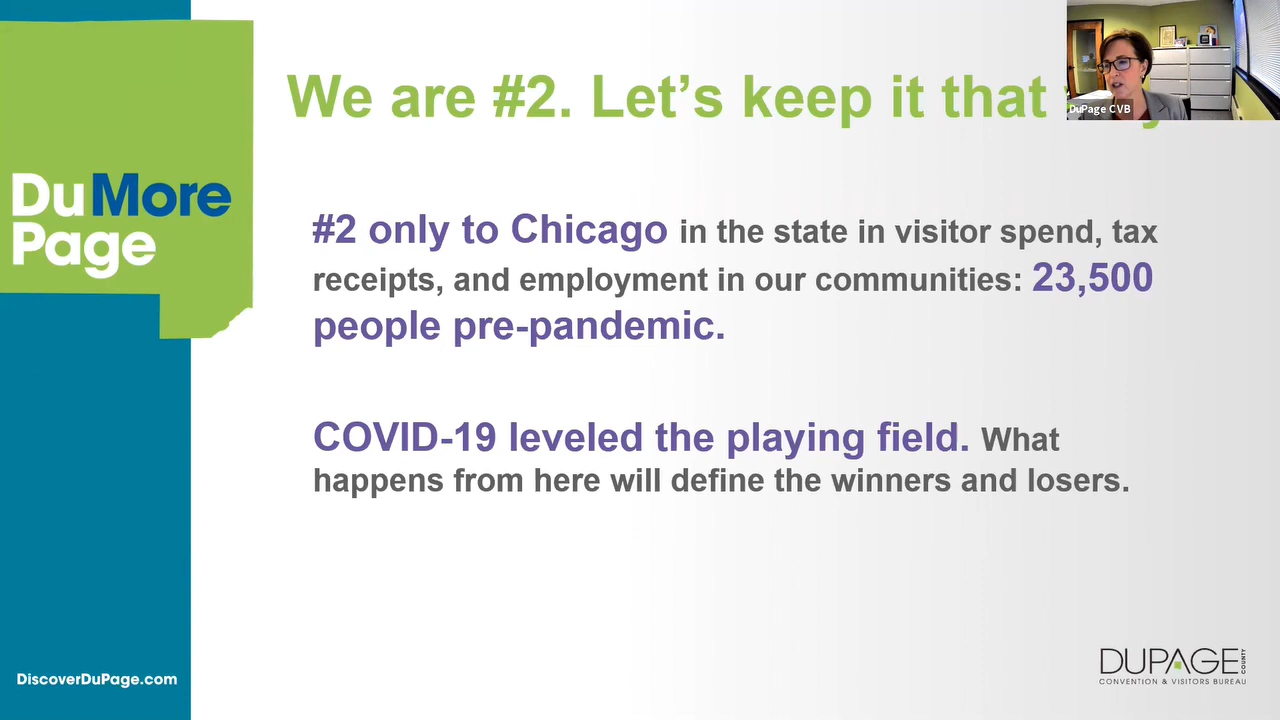 We are #2. Let's keep it that
DuPage CVB
DuMore
Page
#2 only to Chicago in the state in visitor spend, tax
receipts, and employment in our communities: 23,500
people pre-pandemic.
COVID-19 leveled the playing field. What
happens from here will define the winners and losers.
DiscoverDuPage.com
DUPAGE COUNTY
CONVENTION & VISITORS BUREAU